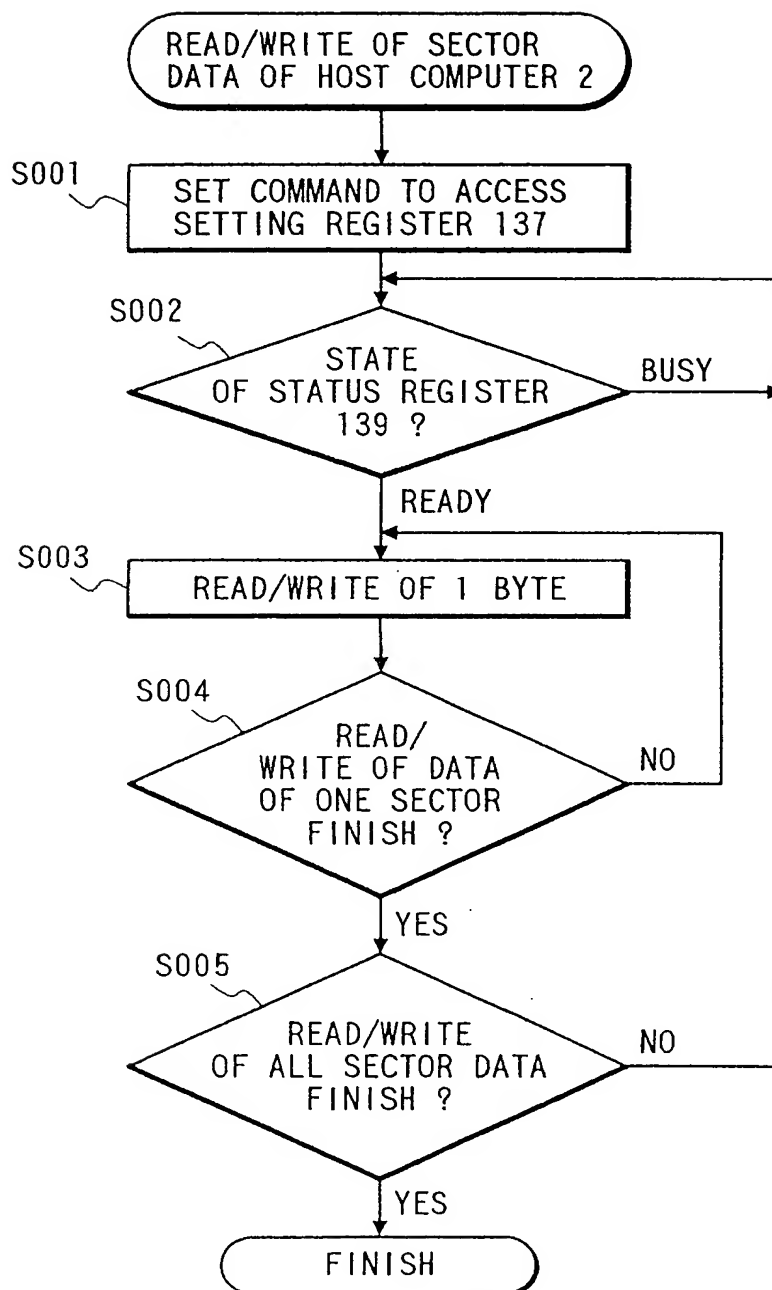 READ/WRITE OF SECTOR
DATA OF HOST COMPUTER 2
S001
SET COMMAND TO ACCESS
SETTING REGISTER 137
S002
STATE
OF STATUS REGISTER
139 ?
BUSY
READY
S003
READ/WRITE OF 1 BYTE
S004
READ/
WRITE OF DATA
OF ONE SECTOR
FINISH ?
NO
YES
S005
READ/WRITE
OF ALL SECTOR DATA
FINISH ?
NO
YES
FINISH